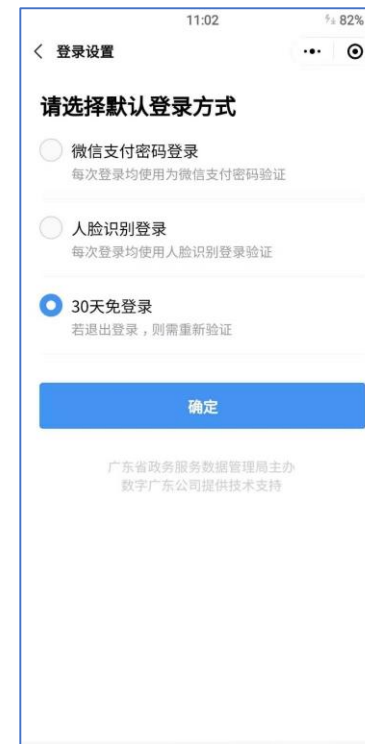 11:02
82%
登录设置
请选择默认登录方式
微信支付密码登录
每次登录均使用为微信支付密码验证
人脸识别登录
每次登录均使用人脸识别登录验证
30天免登录
若退出登录，则需重新验证
确定
广东省政务服务数据管理局主办
数字广东公司提供技术支持